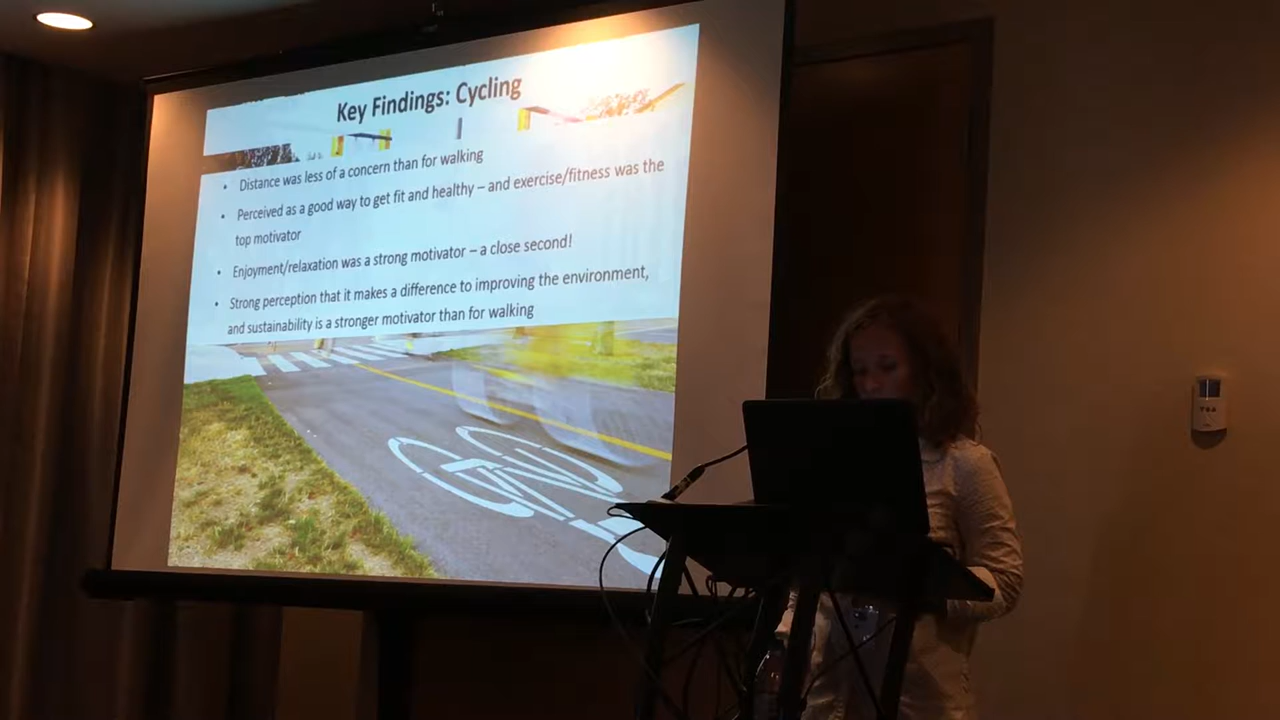 Key Findings: Cycling
• Distance was less of a concern than for walking
• Perceived as a good way to get fit and healthy – and exercise/fitness was the
top motivator
• Enjoyment/relaxation was a strong motivator – a close second!
• Strong perception that it makes a difference to improving the environment,
and sustainability is a stronger motivator than for walking